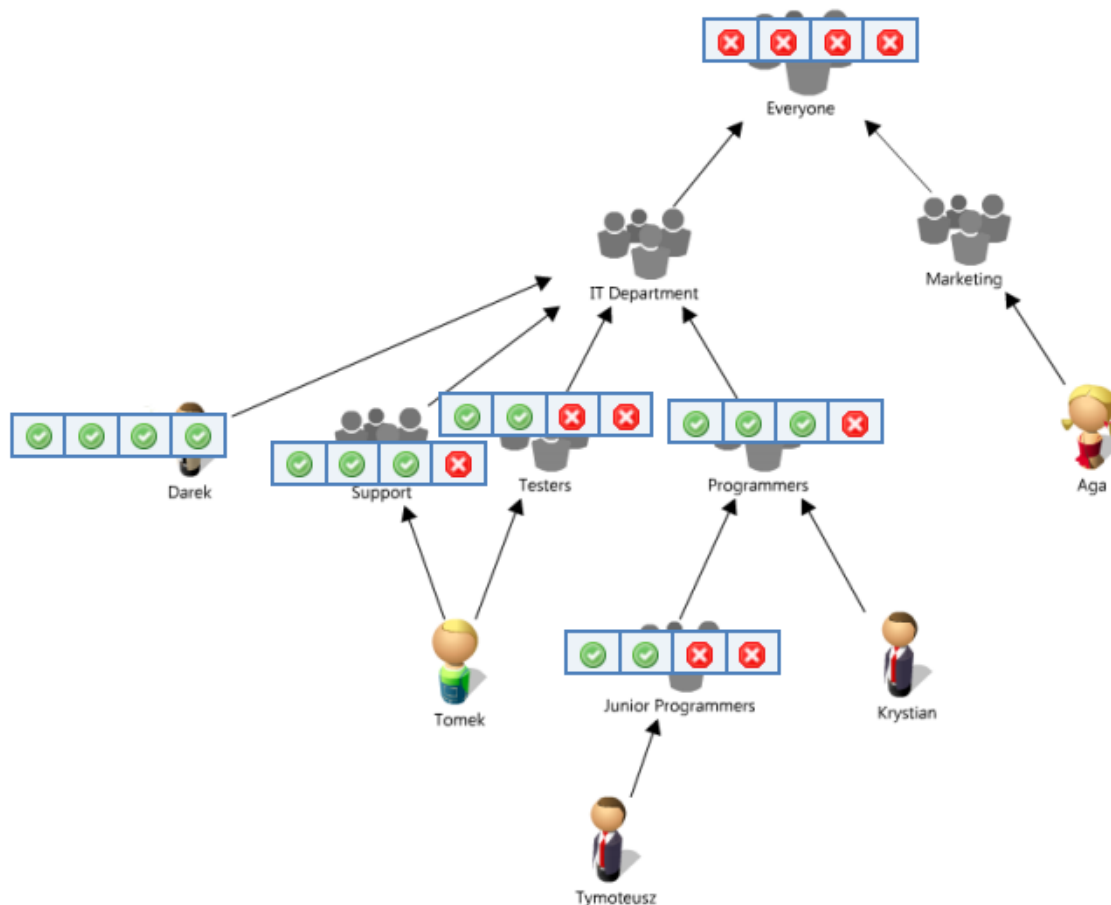 Everyone
IT Department
Marketing
Darek
Support
Testers
Programmers
Aga
Tomek
Junior Programmers
Krystian
Tymoteusz